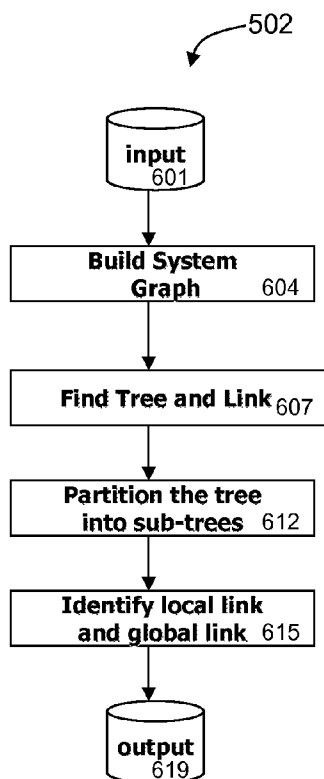 502
input
601
Build System
Graph 604
Find Tree and Link 607
Partition the tree
into sub-trees 612
Identify local link
and global link 615
output
619